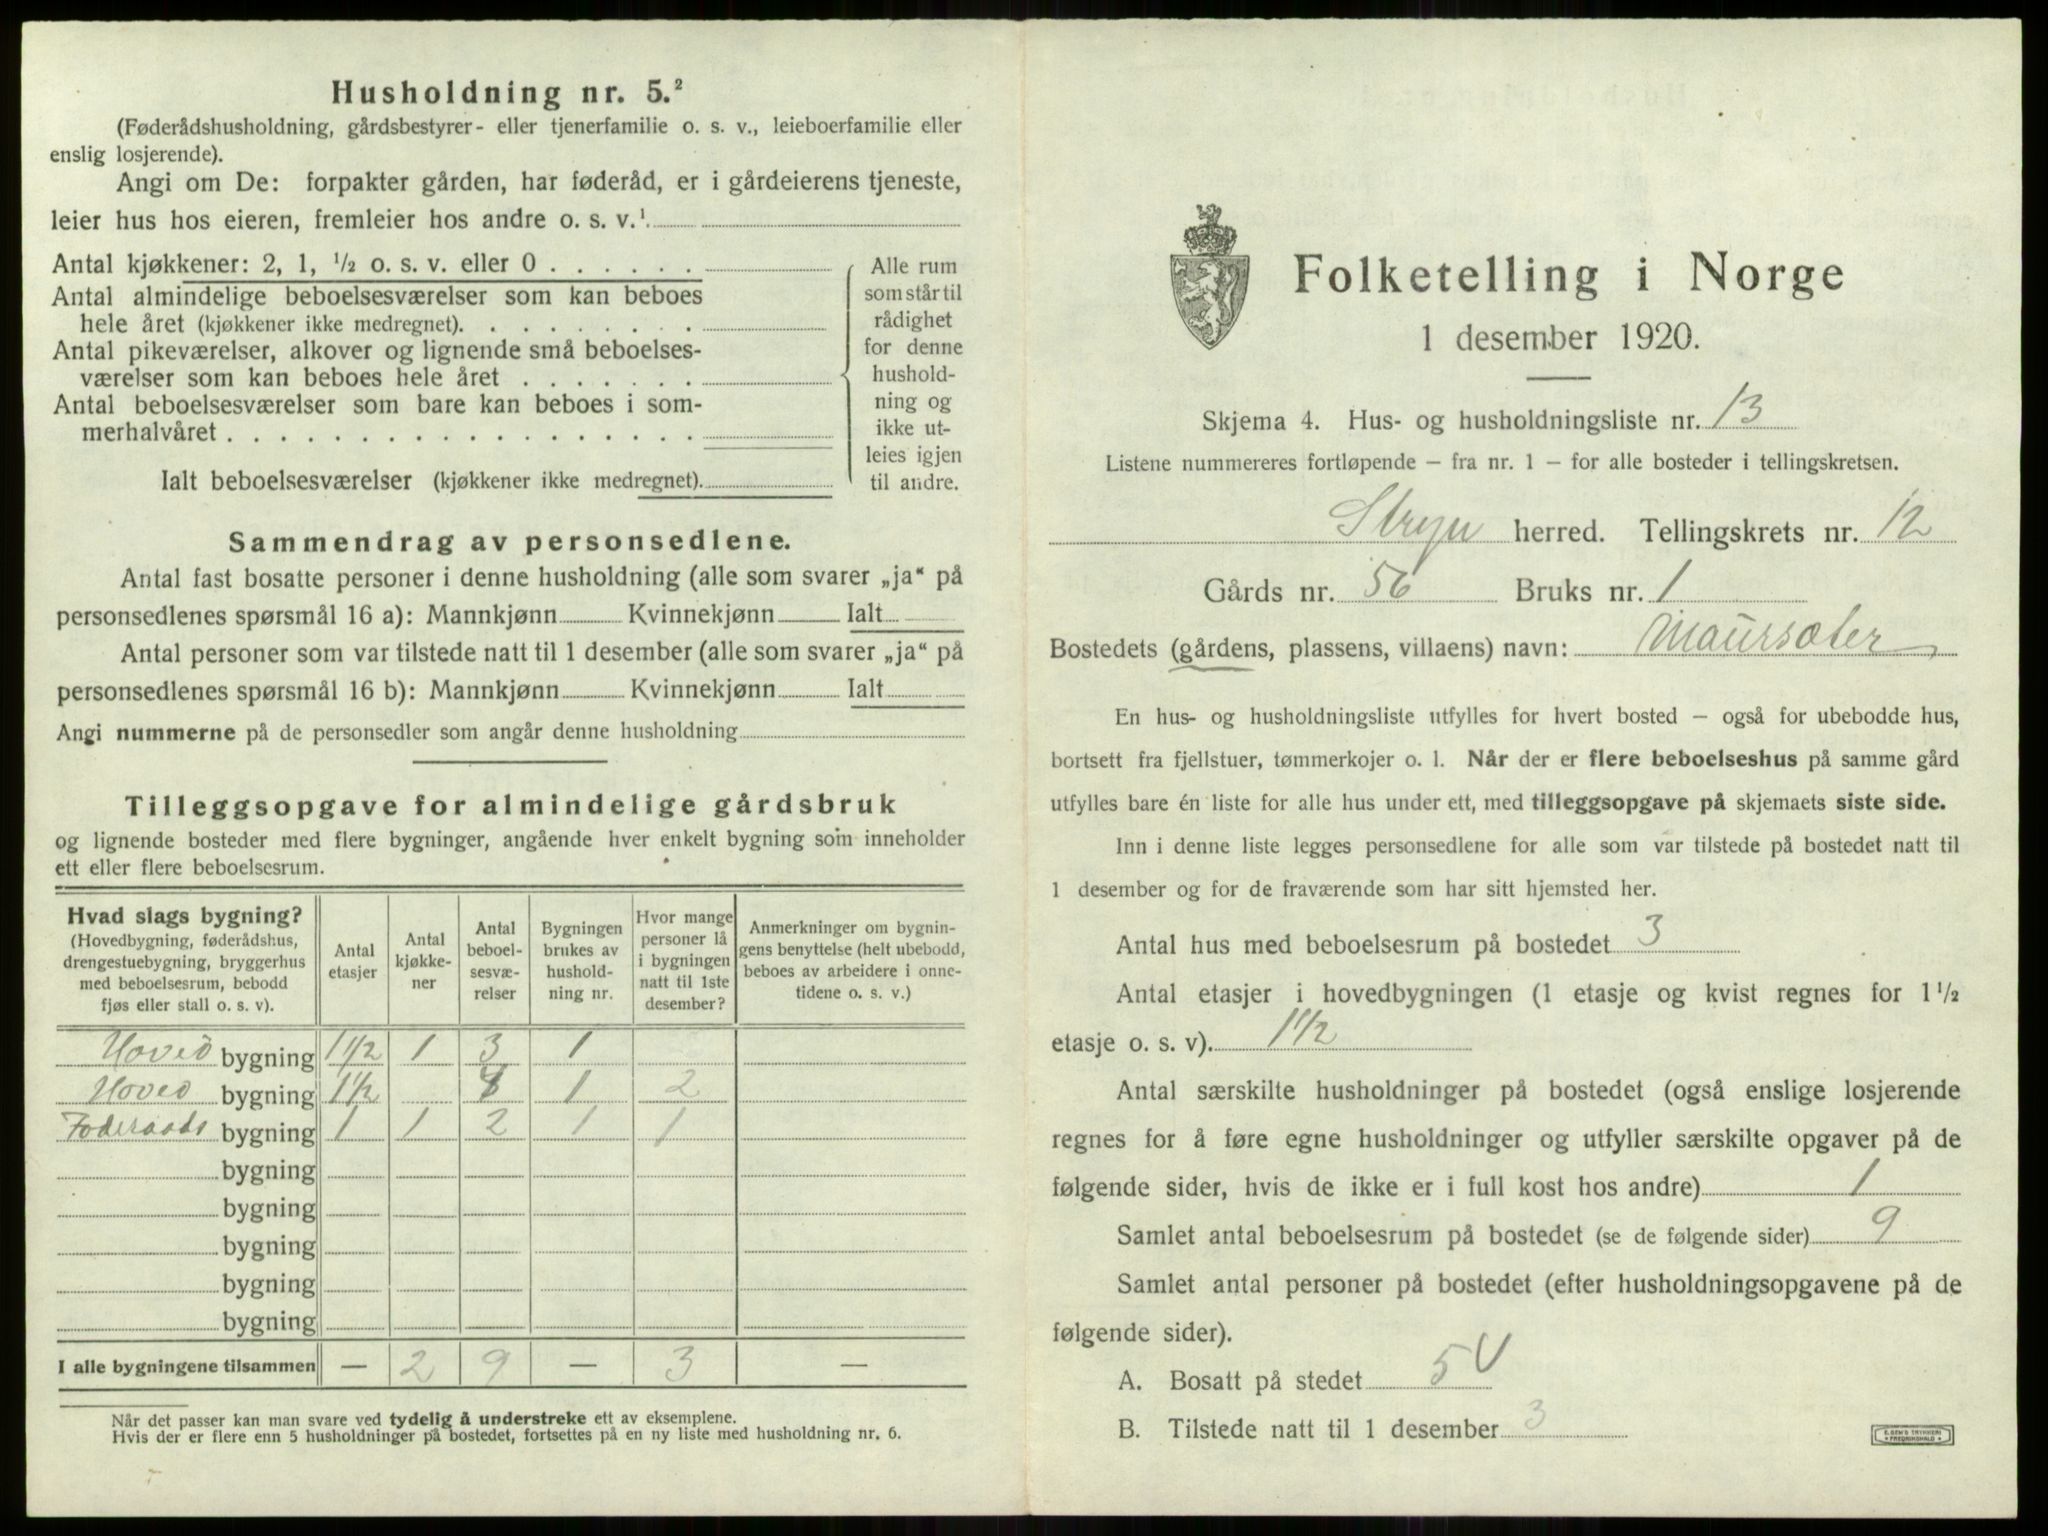 Husholdning nr. 5.²
(Føderådshusholdning, gårdsbestyrer- eller tjenerfamilie o. s. v., leieboerfamilie eller
enslig losjerende).
Angi om De: forpakter gården, har føderåd, er i gårdeierens tjeneste,
leier hus hos eieren, fremleier hos andre o. s. v.¹
Antal kjøkkener: 2, 1, ½ o. s. v. eller 0 . . . . . .
Antal almindelige beboelsesværelser som kan beboes
hele året (kjøkkener ikke medregnet). . . . . . . . .
Antal pikeværelser, alkover og lignende små beboelses-
værelser som kan beboes hele året . . . . . . .
Antal beboelsesværelser som bare kan beboes i som-
merhalvåret . . . . . . . . . . . . . . . . . .
Ialt beboelsesværelser (kjøkkener ikke medregnet).
Alle rum
som står til
rådighet
for denne
hushold-
ning og
ikke ut-
leies igjen
til andre.
Sammendrag av personsedlene.
Antal fast bosatte personer i denne husholdning (alle som svarer „ja“ på
personsedlenes spørsmål 16 a): Mannkjønn Kvinnekjønn Ialt
Antal personer som var tilstede natt til 1 desember (alle som svarer „ja“ på
personsedlenes spørsmål 16 b): Mannkjønn Kvinnekjønn Ialt
Angi nummerne på de personsedler som angår denne husholdning
Tilleggsopgave for almindelige gårdsbruk
og lignende bosteder med flere bygninger, angående hver enkelt bygning som inneholder
ett eller flere beboelsesrum.
Hvad slags bygning?
(Hovedbygning, føderådshus,
drengestuebygning, bryggerhus
med beboelsesrum, bebodd
fjøs eller stall o. s. v).
Antal
etasjer
Antal
kjøkke-
ner
Antal
beboel-
sesvæ-
relser
Bygningen
brukes av
hushold-
ning nr.
Hvor mange
personer lå
i bygningen
natt til 1ste
desember?
Anmerkninger om bygnin-
gens benyttelse (helt ubebodd,
beboes av arbeidere i onne-
tidene o. s. v.)
Hoved bygning 1½ 1 3 1
Hoved bygning 1½ 4 1 2
Foderaads bygning 1 1 2 1 1
bygning
bygning
bygning
bygning
bygning
I alle bygningene tilsammen — 2 9 — 3 —
Når det passer kan man svare ved tydelig å understreke ett av eksemplene.
Hvis der er flere enn 5 husholdninger på bostedet, fortsettes på en ny liste med husholdning nr. 6.
Folketelling i Norge
1 desember 1920.
Skjema 4. Hus- og husholdningsliste nr. 13
Listene nummereres fortløpende – fra nr. 1 – for alle bosteder i tellingskretsen.
Stryn herred. Tellingskrets nr. 12
Gårds nr. 56 Bruks nr. 1
Bostedets (gårdens, plassens, villaens) navn: Maursæter
En hus- og husholdningsliste utfylles for hvert bosted – også for ubebodde hus,
bortsett fra fjellstuer, tømmerkojer o. l. Når der er flere beboelseshus på samme gård
utfylles bare én liste for alle hus under ett, med tilleggsopgave på skjemaets siste side.
Inn i denne liste legges personsedlene for alle som var tilstede på bostedet natt til
1 desember og for de fraværende som har sitt hjemsted her.
Antal hus med beboelsesrum på bostedet 3
Antal etasjer i hovedbygningen (1 etasje og kvist regnes for 1½
etasje o. s. v). 1½
Antal særskilte husholdninger på bostedet (også enslige losjerende
regnes for å føre egne husholdninger og utfyller særskilte opgaver på de
følgende sider, hvis de ikke er i full kost hos andre) 1
Samlet antal beboelsesrum på bostedet (se de følgende sider) 9
Samlet antal personer på bostedet (efter husholdningsopgavene på de
følgende sider).
A. Bosatt på stedet 5
B. Tilstede natt til 1 desember 3